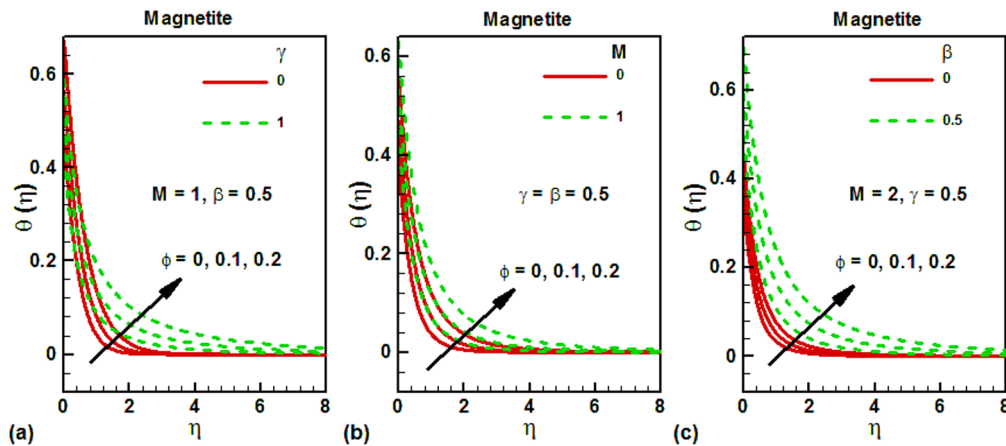 Magnetite
γ
0
1
M = 1, β = 0.5
ϕ = 0, 0.1, 0.2
θ (η)
0.6
0.4
0.2
0
0 2 4 6 8
η
(a)
Magnetite
M
0
1
γ = β = 0.5
ϕ = 0, 0.1, 0.2
θ (η)
0.6
0.4
0.2
0
0 2 4 6 8
η
(b)
Magnetite
β
0
0.5
M = 2, γ = 0.5
ϕ = 0, 0.1, 0.2
θ (η)
0.6
0.4
0.2
0
0 2 4 6 8
η
(c)